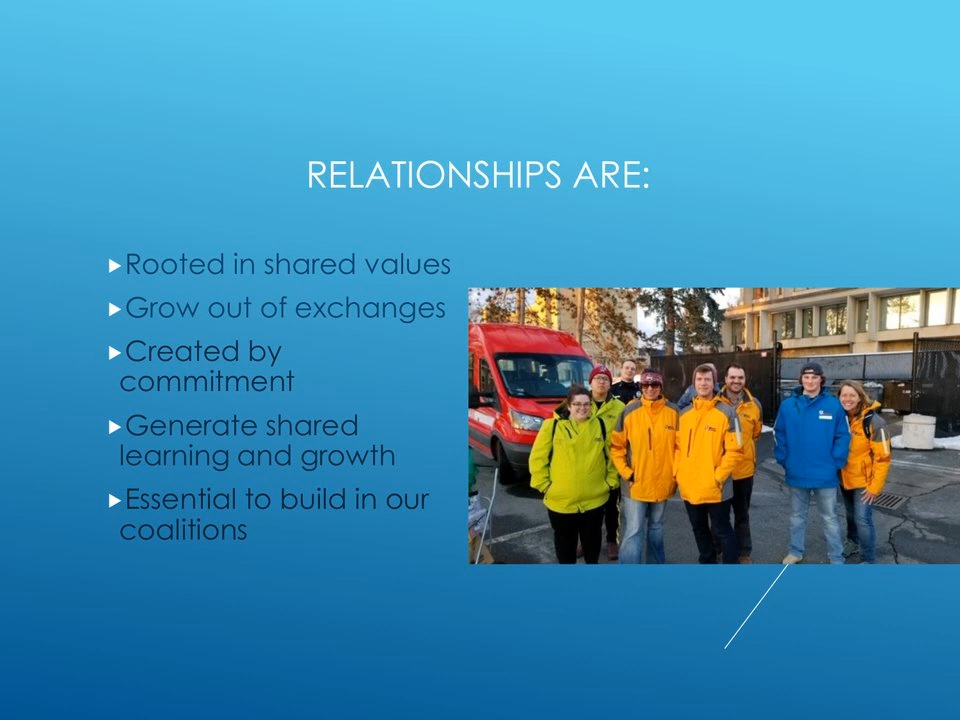 RELATIONSHIPS ARE:
Rooted in shared values
Grow out of exchanges
Created by
commitment
Generate shared
learning and growth
Essential to build in our
coalitions